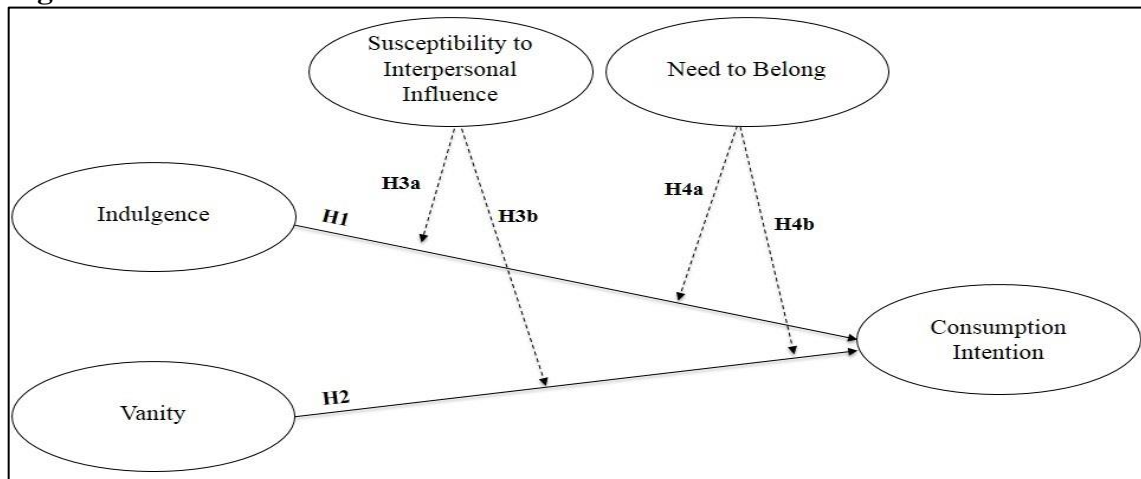 Susceptibility to
Interpersonal
Influence
Need to Belong
H3a
H4a
Indulgence
H1
H3b
H4b
Consumption
Intention
H2
Vanity